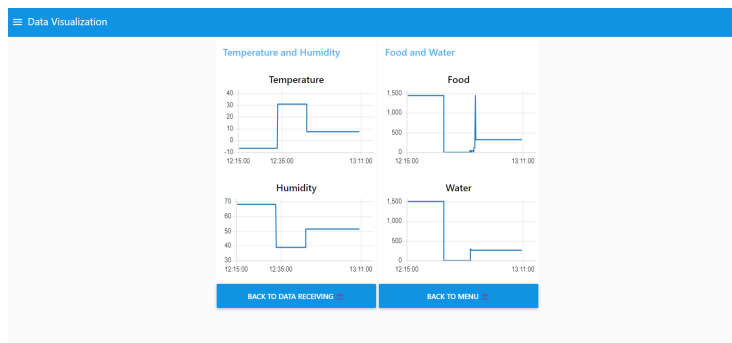 Data Visualization
Temperature and Humidity
Temperature
40
30
20
10
0
-10
12:15:00 12:35:00 13:11:00
Humidity
70
60
50
40
30
12:15:00 12:35:00 13:11:00
BACK TO DATA RECEIVING
Food and Water
Food
1,500
1,000
500
0
12:15:00 13:11:00
Water
1,500
1,000
500
0
12:15:00 13:11:00
BACK TO MENU